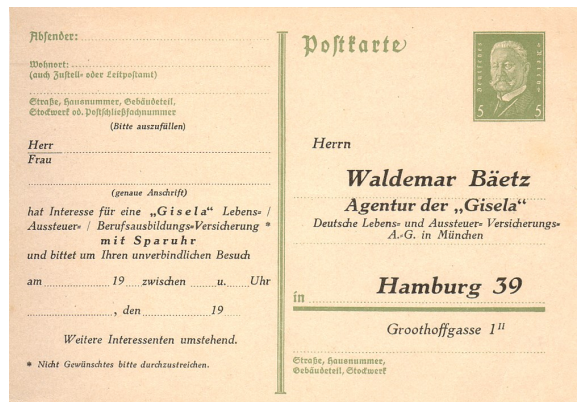 Absender:
Wohnort:
(auch Zustell- oder Leitpostamt)
Straße, Hausnummer, Gebäudeteil,
Stockwerk od. Postschließfachnummer
(Bitte auszufüllen)
Herr
Frau
(genaue Anschrift)
hat Interesse für eine „Gisela“ Lebens- /
Aussteuer- / Berufsausbildungs-Versicherung *
mit Sparuhr
und bittet um Ihren unverbindlichen Besuch
am 19 zwischen u. Uhr
, den 19
Weitere Interessenten umstehend.
* Nicht Gewünschtes bitte durchzustreichen.
Postkarte
Deutsches Reich
5 5
Herrn
Waldemar Bäetz
Agentur der „Gisela“
Deutsche Lebens- und Aussteuer- Versicherungs-
A.-G. in München
in Hamburg 39
Groothoffgasse 1 II
Straße, Hausnummer,
Gebäudeteil, Stockwerk